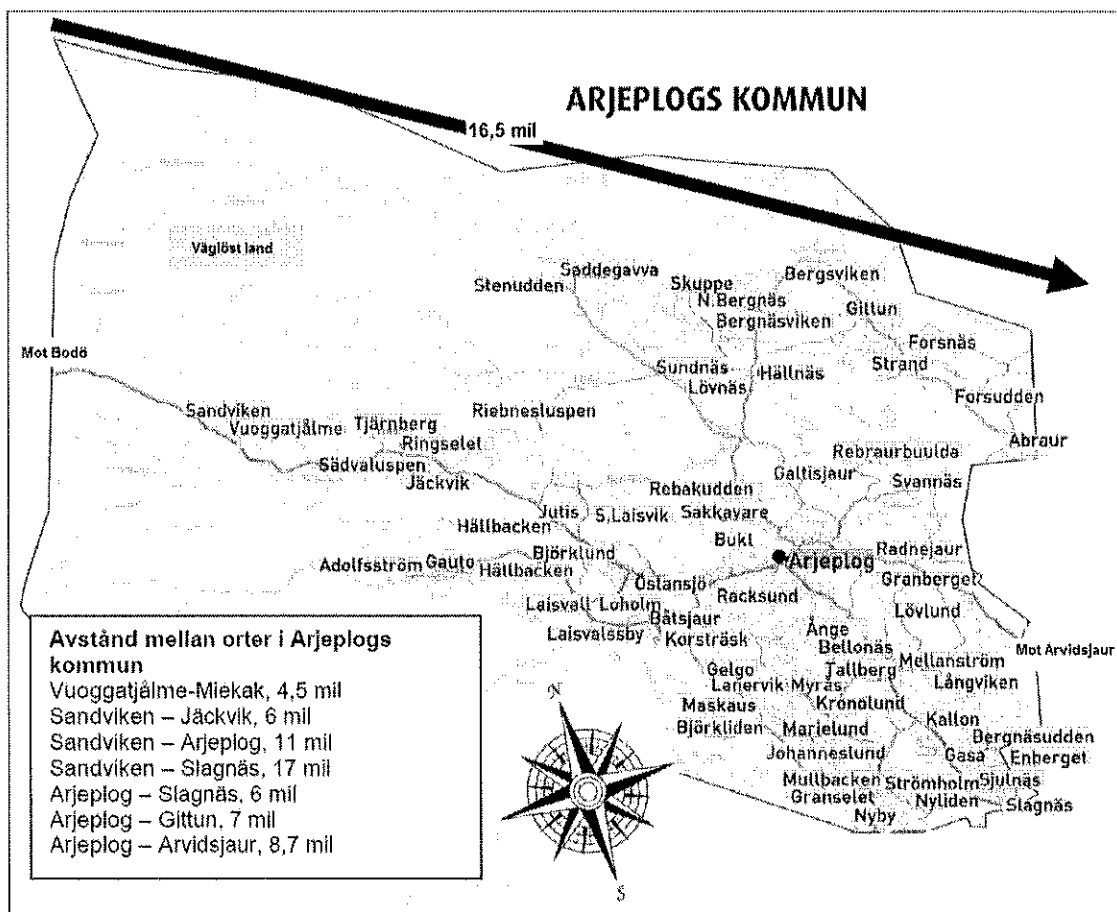 ARJEPLOGS KOMMUN
16,5 mil
Väglöst land
Saddegavva
Stenudden
Skuppe
N.Bergnäs
Bergnäsviken
Bergsviken
Gittun
Forsnäs
Strand
Mot Bodö
Sundnäs
Lövnäs
Hällnäs
Forsudden
Abraur
Sandviken
Vuoggatjålme
Tjärnberg
Ringselet
Riebnesluspen
Sädvaluspen
Jäckvik
Rebraurbuulda
Galtisjaur
Svannäs
Rebakudden
Sakkavare
Jutis
S.Laisvik
Hällbacken
Bukt
Björklund
Arjeplog
Radnejaur
Adolfsström
Gauto
Hällbacken
Östansjö
Racksund
Granberget
Lövlund
Laisvall
Loholm
Båtsjaur
Laisvallsby
Korsträsk
Änge
Bellonäs
Mot Arvidsjaur
Gelgo
Tallberg
Mellanström
Långviken
Lanervik
Myräs
Maskaus
Kronolund
Björkliden
Marielund
Kallon
Bergnäsudden
Johanneslund
Gasa
Enberget
Mullbacken
Strömholm
Sjulnäs
Granselet
Nyliden
Slagnäs
Nyby
Avstånd mellan orter i Arjeplogs
kommun
Vuoggatjålme-Miekak, 4,5 mil
Sandviken – Jäckvik, 6 mil
Sandviken – Arjeplog, 11 mil
Sandviken – Slagnäs, 17 mil
Arjeplog – Slagnäs, 6 mil
Arjeplog – Gittun, 7 mil
Arjeplog – Arvidsjaur, 8,7 mil
N
S